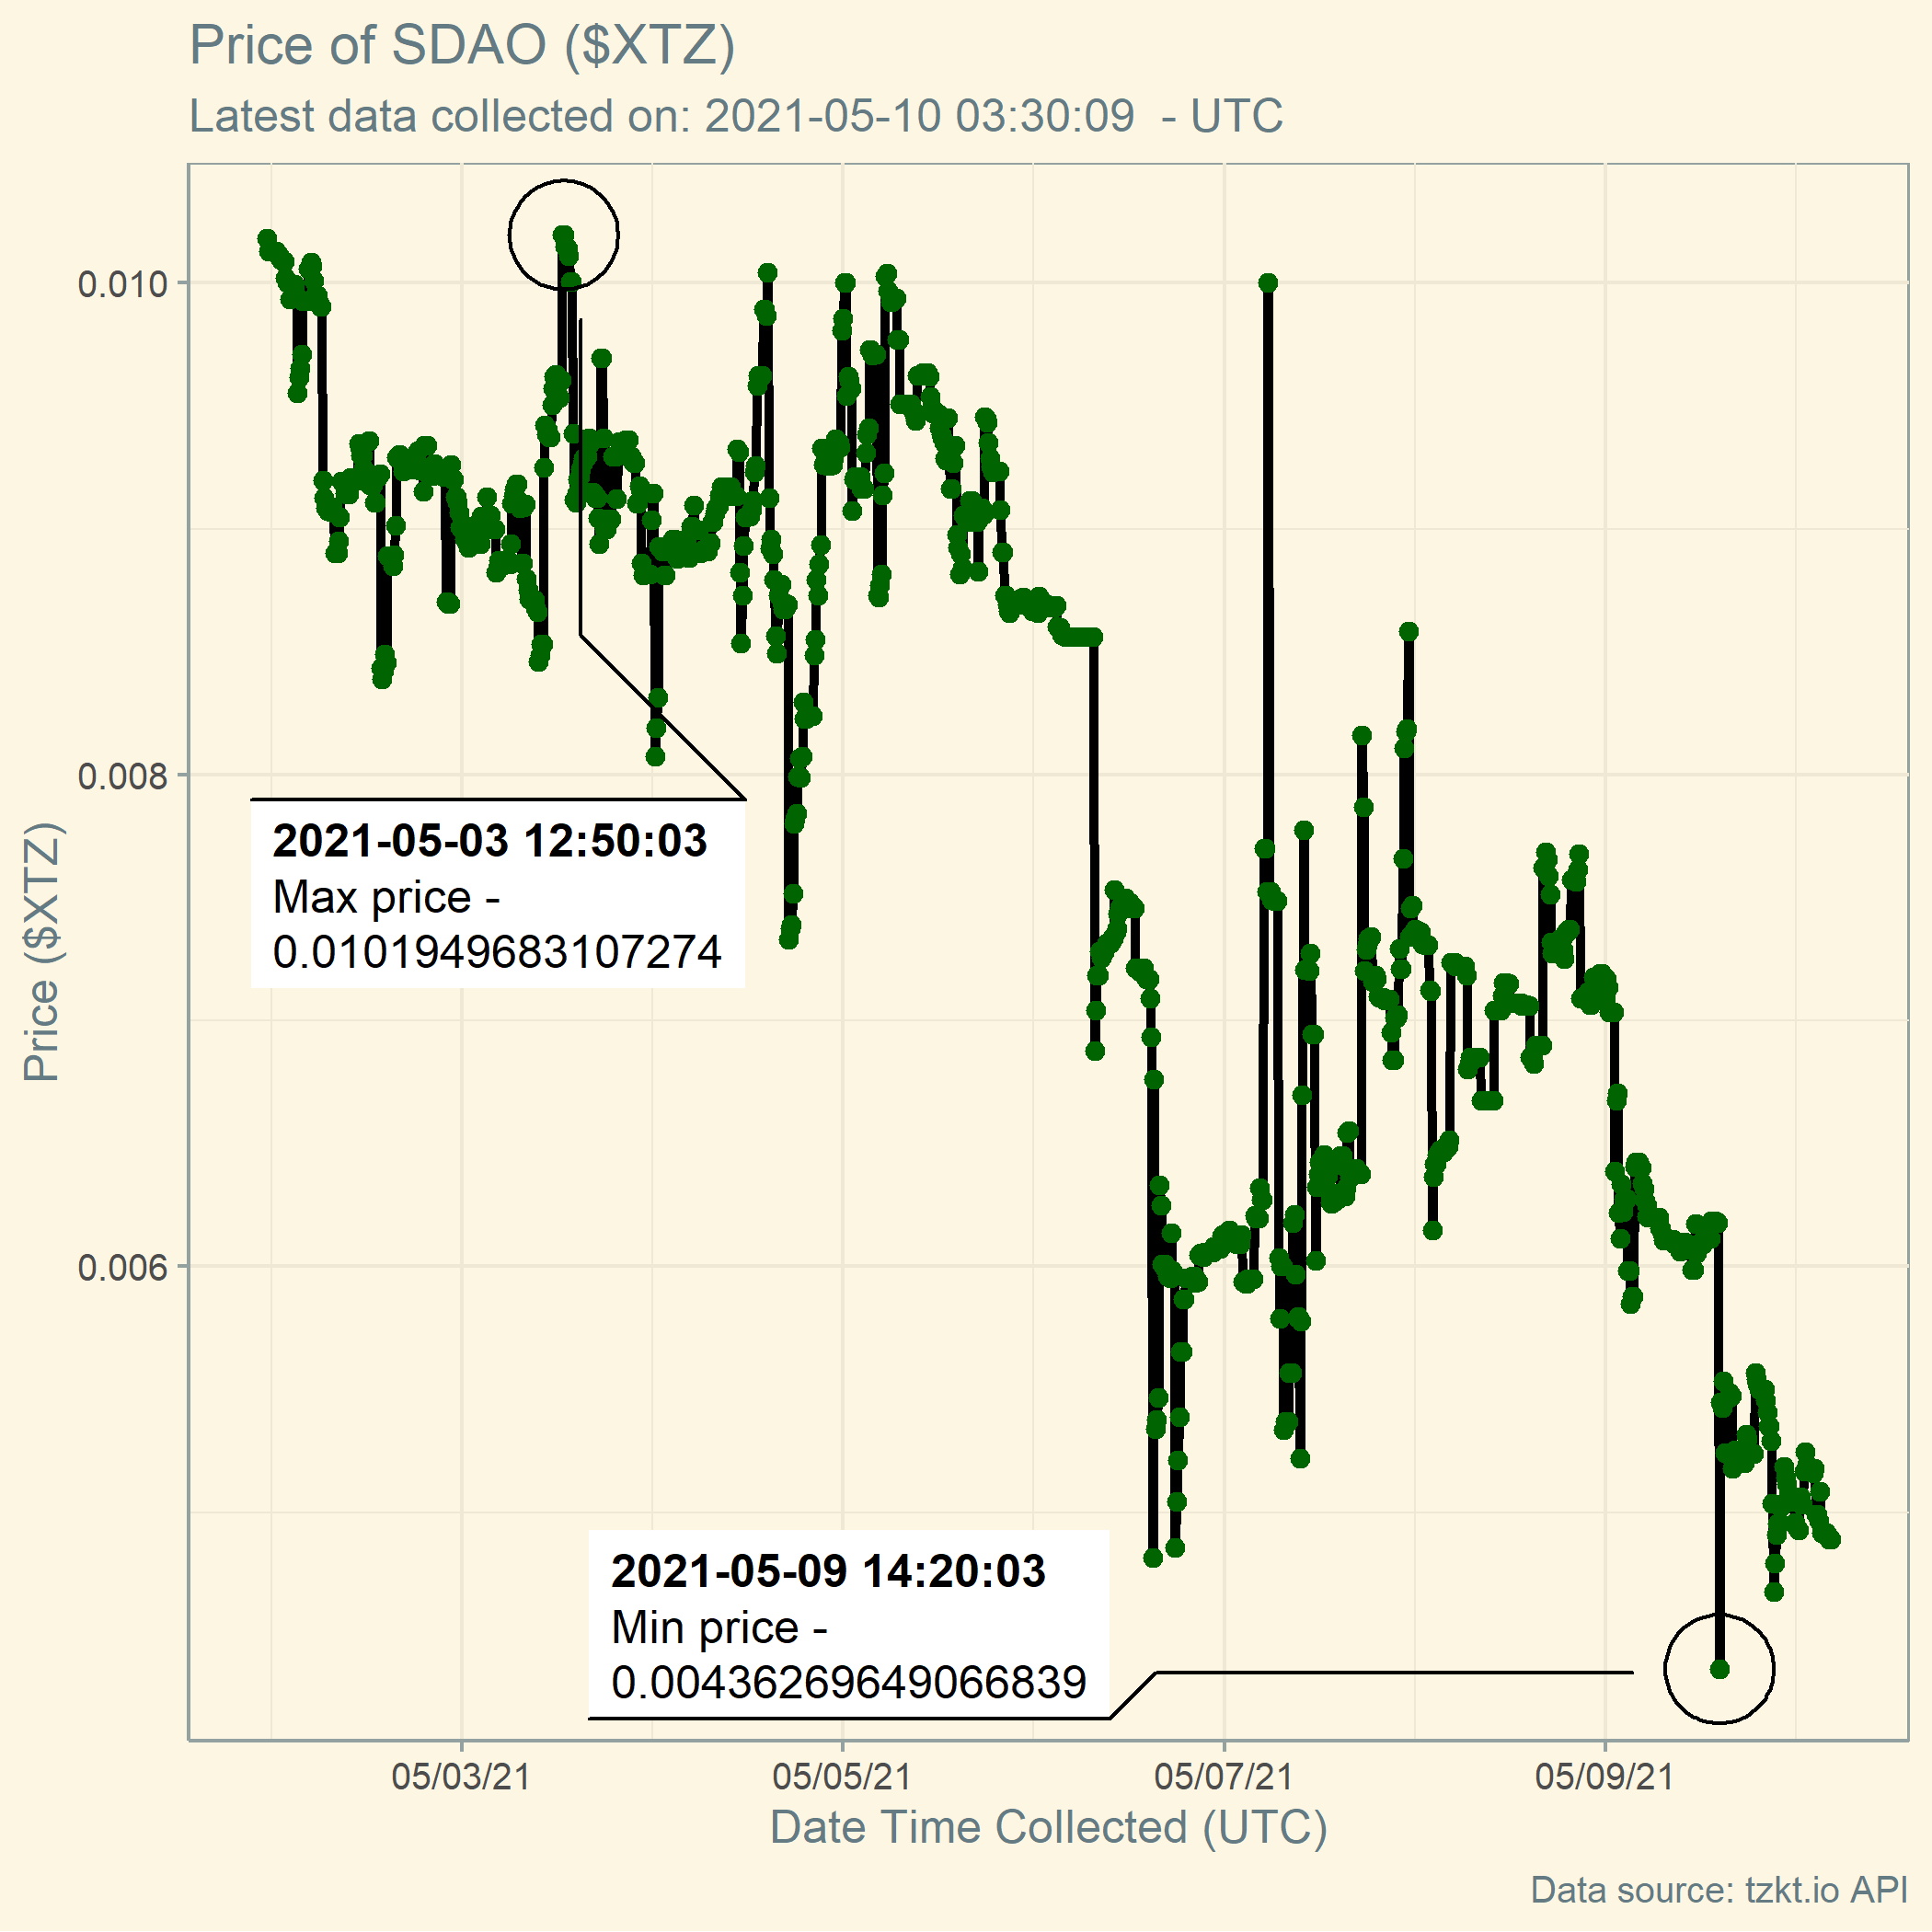 Price of SDAO ($XTZ)
Latest data collected on: 2021-05-10 03:30:09  - UTC
0.010
0.008
0.006
Price ($XTZ)
2021-05-03 12:50:03
Max price -
0.0101949683107274
2021-05-09 14:20:03
Min price -
0.00436269649066839
05/03/21
05/05/21
05/07/21
05/09/21
Date Time Collected (UTC)
Data source: tzkt.io API